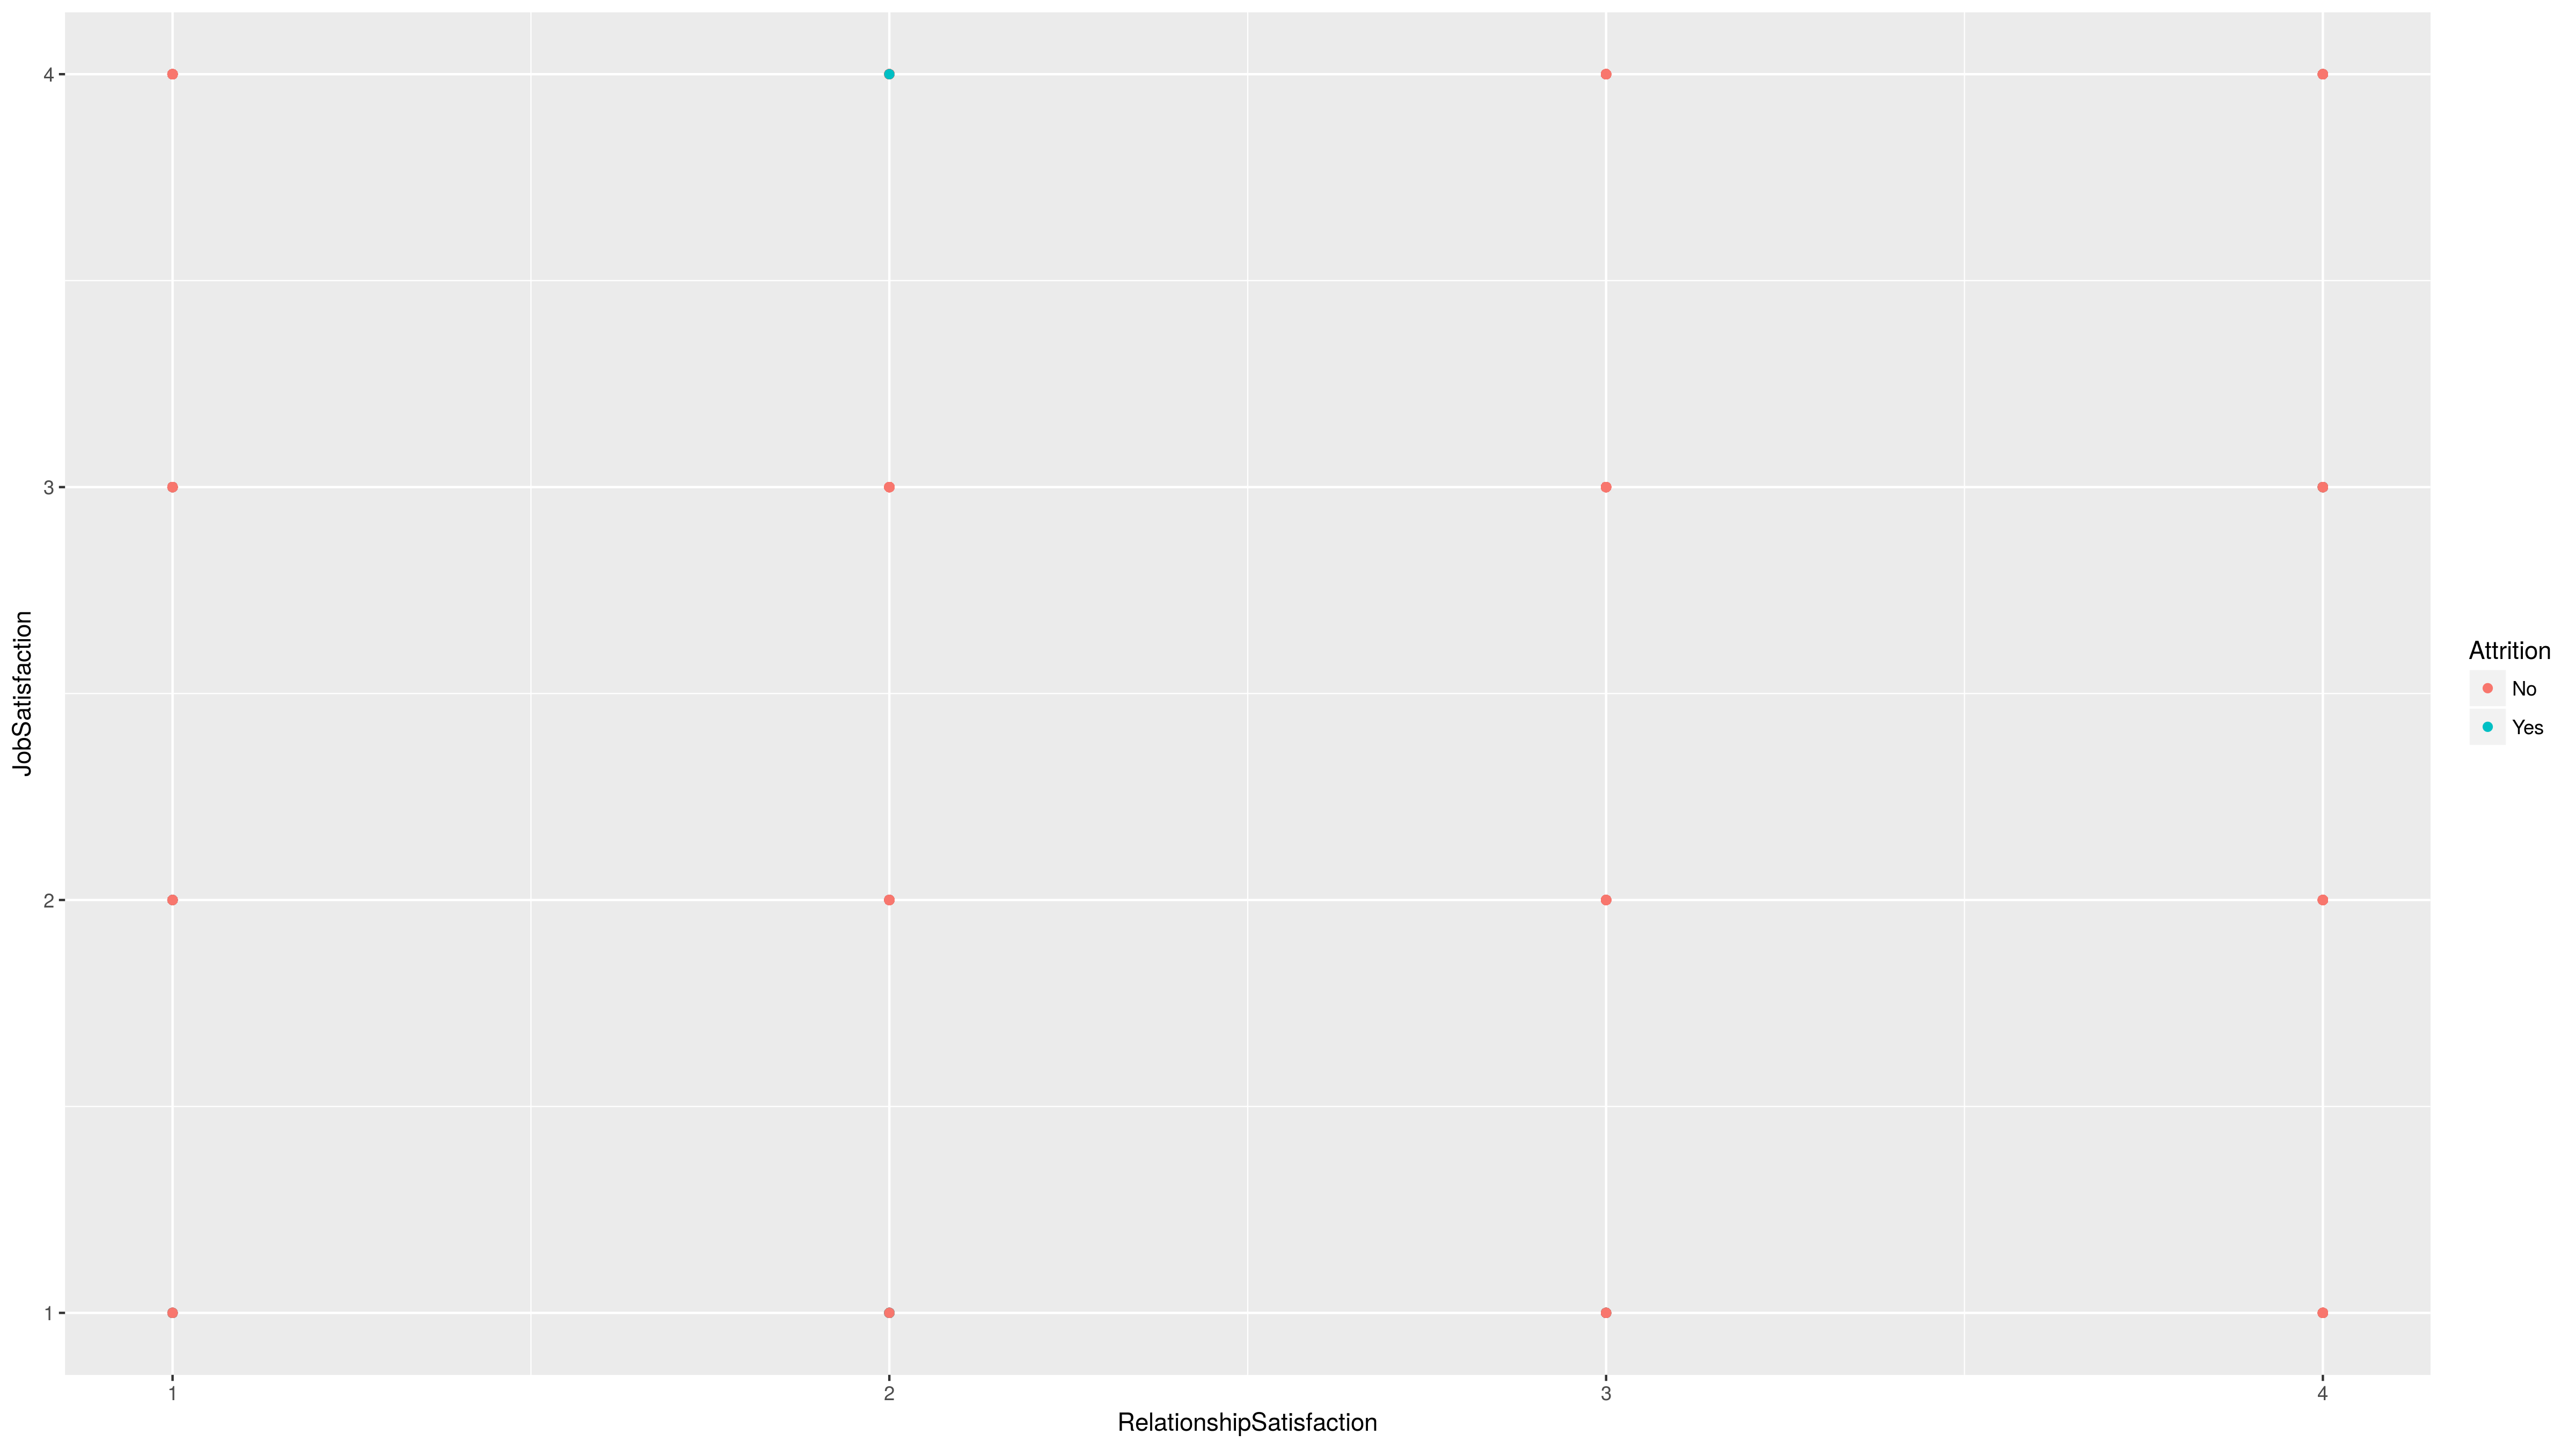 4
3
2
1
JobSatisfaction
1 2 3 4
RelationshipSatisfaction
Attrition
No
Yes